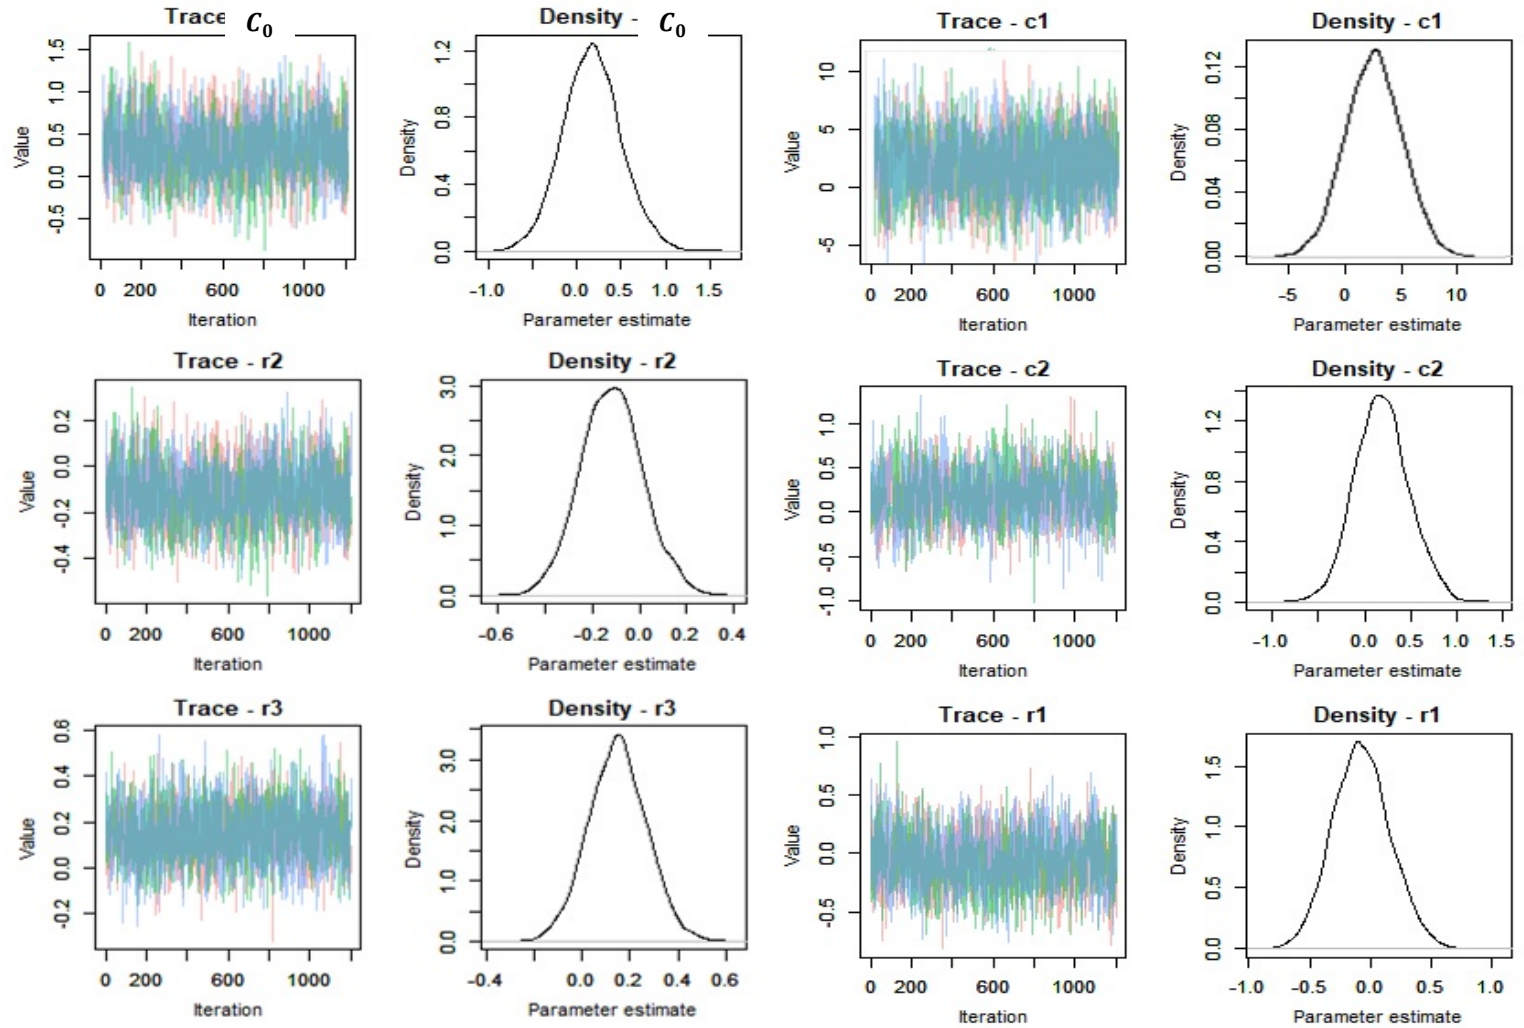 Trace C₀
Value
1.5
1.0
0.5
0.0
-0.5
0 200 600 1000
Iteration
Density - C₀
Density
1.2
0.8
0.4
0.0
-1.0 0.0 0.5 1.0 1.5
Parameter estimate
Trace - c1
Value
10
5
0
-5
0 200 600 1000
Iteration
Density - c1
Density
0.12
0.08
0.04
0.00
-5 0 5 10
Parameter estimate
Trace - r2
Value
0.2
0.0
-0.2
-0.4
0 200 600 1000
Iteration
Density - r2
Density
3.0
2.0
1.0
0.0
-0.6 -0.2 0.0 0.2 0.4
Parameter estimate
Trace - c2
Value
1.0
0.5
0.0
-0.5
-1.0
0 200 600 1000
Iteration
Density - c2
Density
1.2
0.8
0.4
0.0
-1.0 0.0 0.5 1.0 1.5
Parameter estimate
Trace - r3
Value
0.6
0.4
0.2
0.0
-0.2
0 200 600 1000
Iteration
Density - r3
Density
3.0
2.0
1.0
0.0
-0.4 0.0 0.2 0.4 0.6
Parameter estimate
Trace - r1
Value
1.0
0.5
0.0
-0.5
0 200 600 1000
Iteration
Density - r1
Density
1.5
1.0
0.5
0.0
-1.0 0.0 0.5 1.0
Parameter estimate